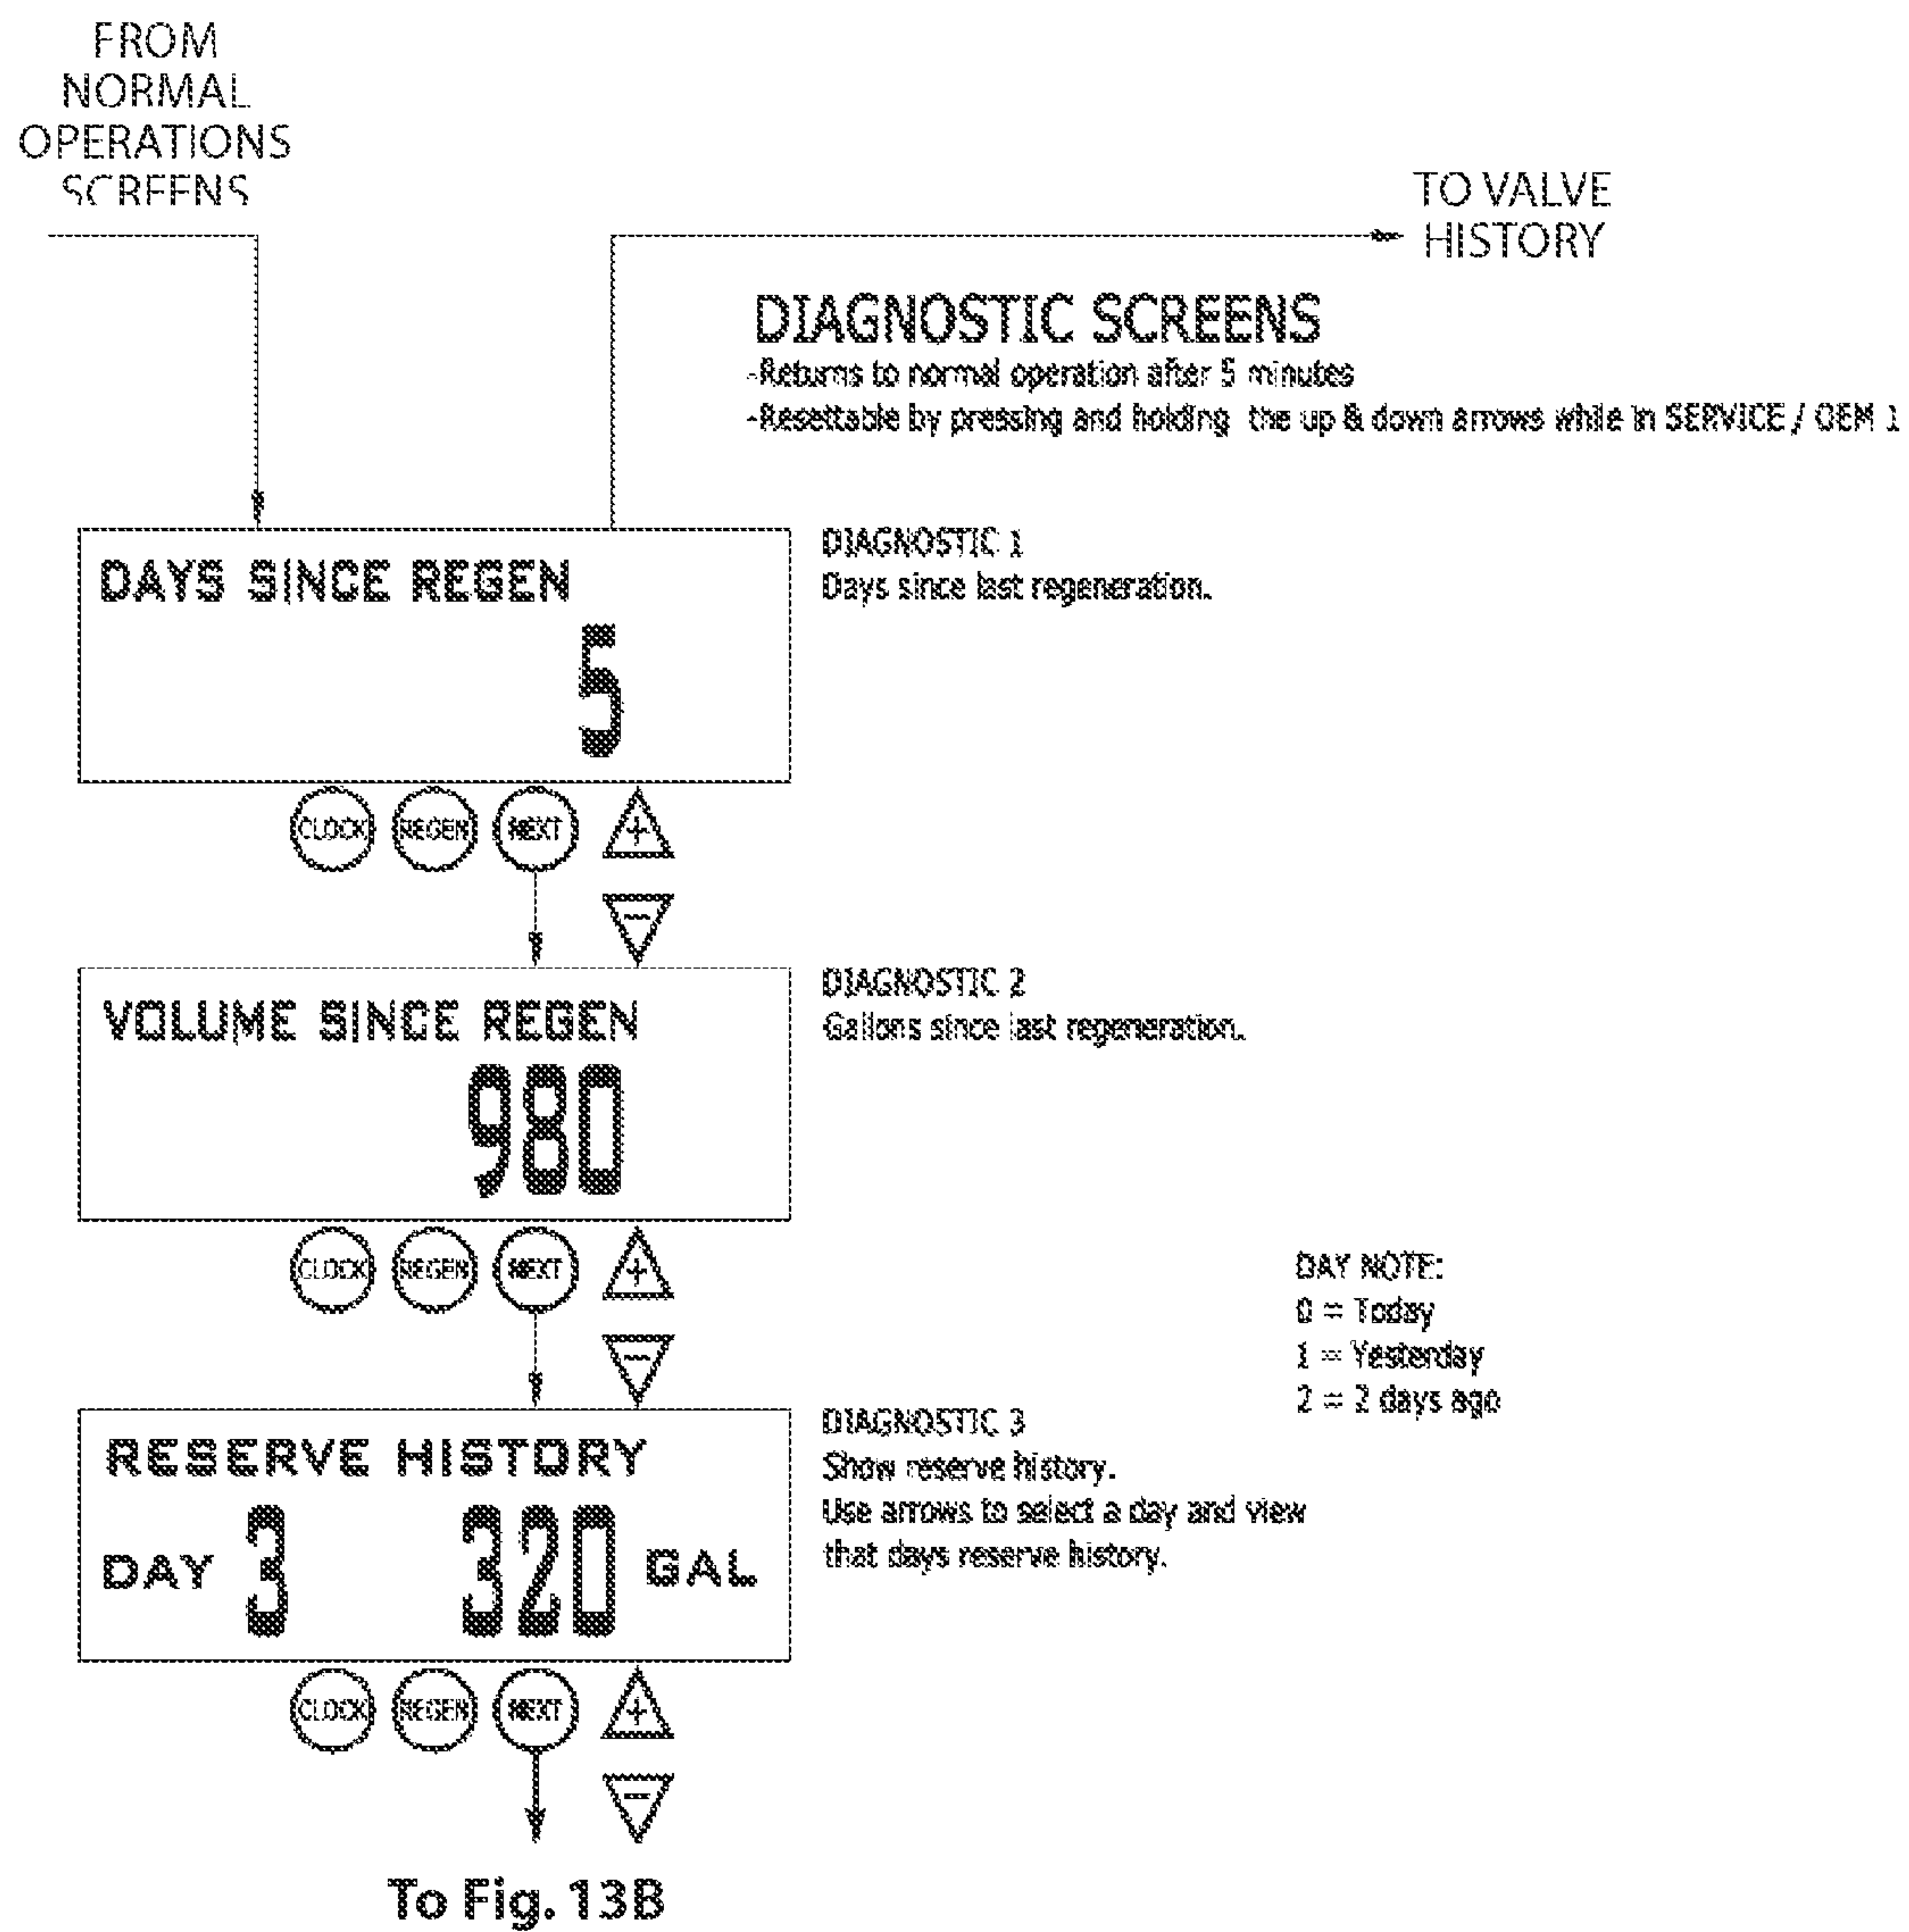 FROM
NORMAL
OPERATIONS
SCREENS
TO VALVE
HISTORY
DIAGNOSTIC SCREENS
-Returns to normal operation after 5 minutes
-Resettable by pressing and holding the up & down arrows while in SERVICE / OEM 1
DAYS SINCE REGEN
5
DIAGNOSTIC 1
Days since last regeneration.
CLOCK REGEN NEXT +
-
VOLUME SINCE REGEN
980
DIAGNOSTIC 2
Gallons since last regeneration.
CLOCK REGEN NEXT +
-
DAY NOTE:
0 = Today
1 = Yesterday
2 = 2 days ago
RESERVE HISTORY
DAY 3 320 GAL
DIAGNOSTIC 3
Show reserve history.
Use arrows to select a day and view
that days reserve history.
CLOCK REGEN NEXT +
-
To Fig. 13B